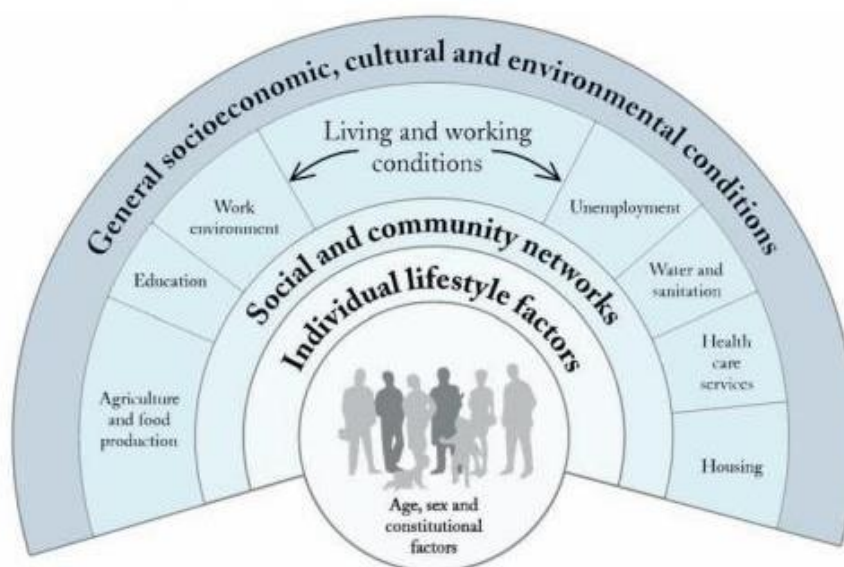 General socioeconomic, cultural and environmental conditions
Living and working
conditions
Work
environment
Unemployment
Education
Water and
sanitation
Agriculture
and food
production
Health
care
services
Housing
Social and community networks
Individual lifestyle factors
Age, sex and
constitutional
factors